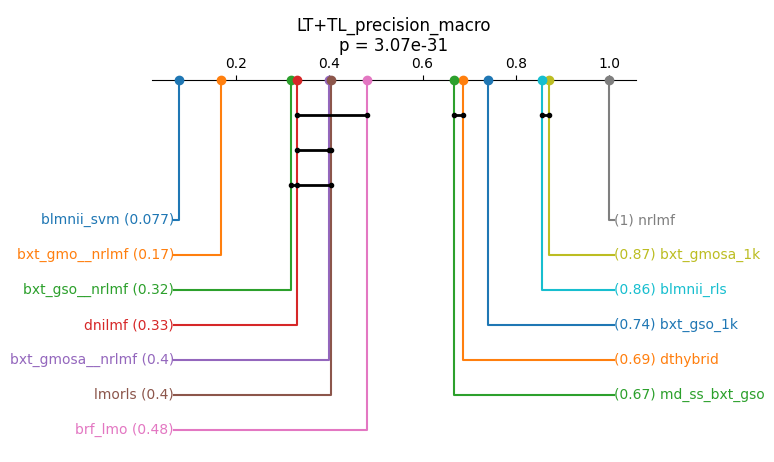 LT+TL_precision_macro
p = 3.07e-31
0.2 0.4 0.6 0.8 1.0
blmnii_svm (0.077)
(1) nrlmf
bxt_gmo__nrlmf (0.17)
(0.87) bxt_gmosa_1k
bxt_gso__nrlmf (0.32)
(0.86) blmnii_rls
dnilmf (0.33)
(0.74) bxt_gso_1k
bxt_gmosa__nrlmf (0.4)
(0.69) dthybrid
lmorls (0.4)
(0.67) md_ss_bxt_gso
brf_lmo (0.48)